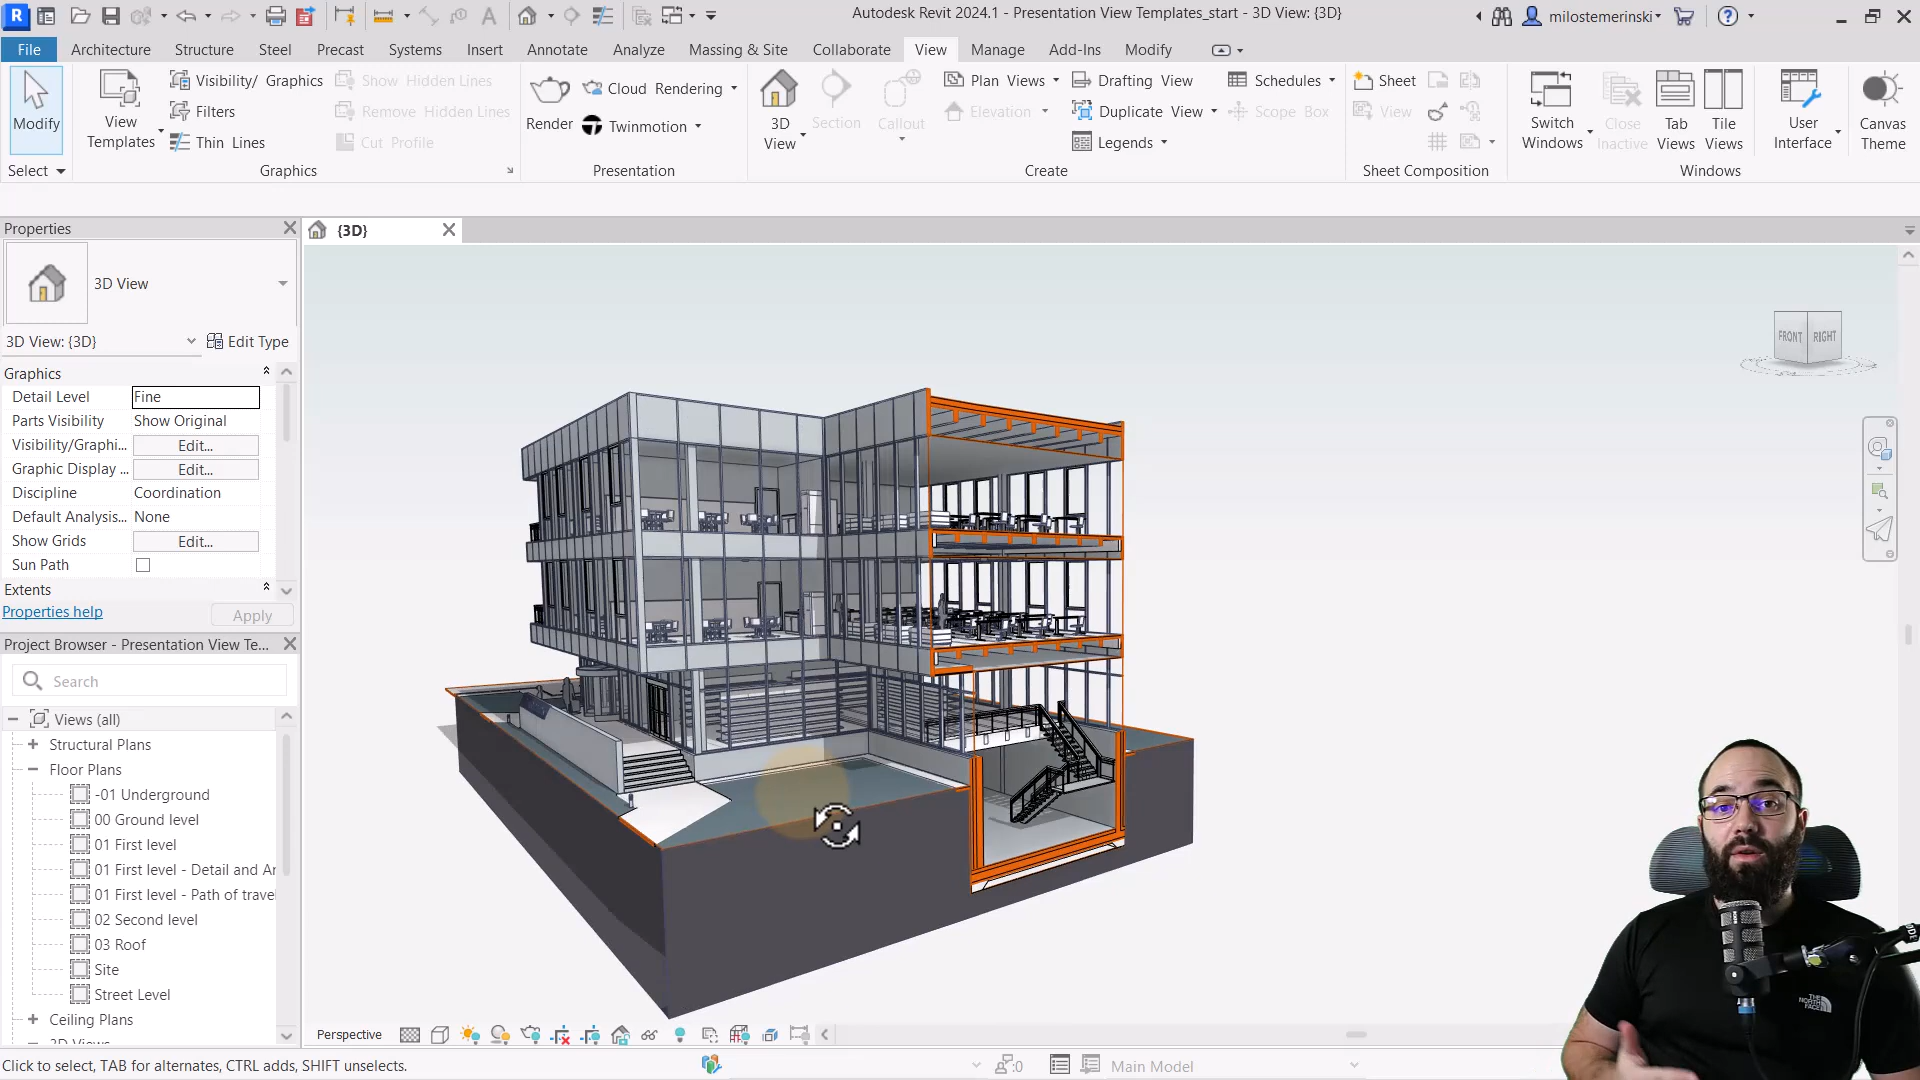 Autodesk Revit 2024.1 - Presentation View Templates_start - 3D View: {3D}
milostemerinski
File
Architecture
Structure
Steel
Precast
Systems
Insert
Annotate
Analyze
Massing & Site
Collaborate
View
Manage
Add-Ins
Modify
Modify
View Templates
Visibility/ Graphics
Filters
Thin Lines
Show Hidden Lines
Remove Hidden Lines
Cut Profile
Render
Cloud Rendering
Twinmotion
3D View
Section
Callout
Plan Views
Elevation
Drafting View
Duplicate View
Legends
Schedules
Scope Box
Sheet
View
Switch Windows
Close Inactive
Tab Views
Tile Views
User Interface
Canvas Theme
Select
Graphics
Presentation
Create
Sheet Composition
Windows
Properties
3D View
3D View: {3D}
Edit Type
Graphics
Detail Level Fine
Parts Visibility Show Original
Visibility/Graphi... Edit...
Graphic Display ... Edit...
Discipline Coordination
Default Analysis... None
Show Grids Edit...
Sun Path
Extents
Properties help
Apply
Project Browser - Presentation View Te...
Search
Views (all)
Structural Plans
Floor Plans
-01 Underground
00 Ground level
01 First level
01 First level - Detail and Ar
01 First level - Path of trave
02 Second level
03 Roof
Site
Street Level
Ceiling Plans
{3D}
FRONT
RIGHT
THE NORTH FACE
Perspective
Click to select, TAB for alternates, CTRL adds, SHIFT unselects.
:0
Main Model